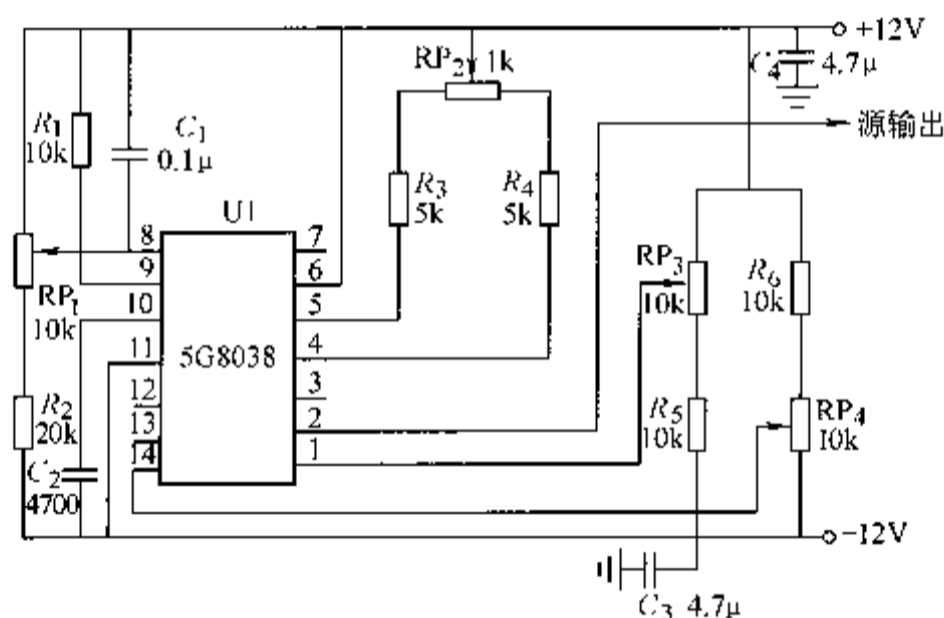 +12V
RP2 1k
C4 4.7μ
源输出
R1
10k
C1
0.1μ
R3
5k
R4
5k
U1
8
7
9
6
RP1
10k
10
5
RP3
10k
R6
10k
11
5G8038
4
12
3
R2
20k
13
2
R5
10k
RP4
10k
14
1
C2
4700
-12V
C3 4.7μ